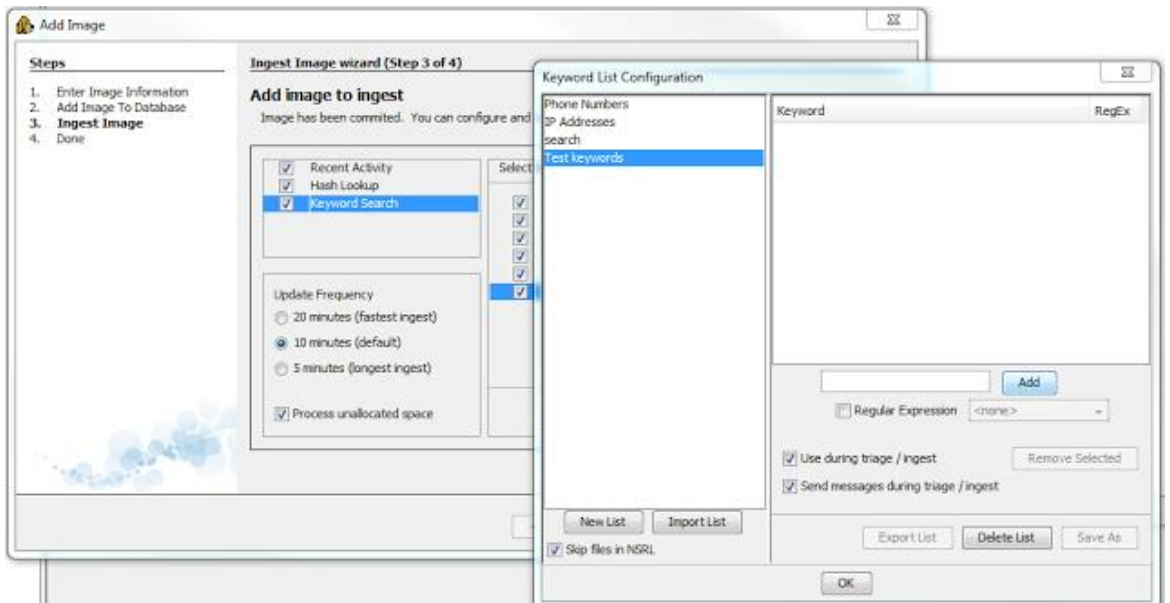 Add Image
Steps
1. Enter Image Information
2. Add Image To Database
3. Ingest Image
4. Done
Ingest Image wizard (Step 3 of 4)
Add image to ingest
Image has been commited. You can configure and
Recent Activity
Hash Lookup
Keyword Search
Select
Update Frequency
20 minutes (fastest ingest)
10 minutes (default)
5 minutes (longest ingest)
Process unallocated space
Keyword List Configuration
Phone Numbers
IP Addresses
search
Test keywords
New List Import List
Skip files in NSRL
Keyword RegEx
Add
Regular Expression <none>
Use during triage / ingest Remove Selected
Send messages during triage / ingest
Export List Delete List Save As
OK